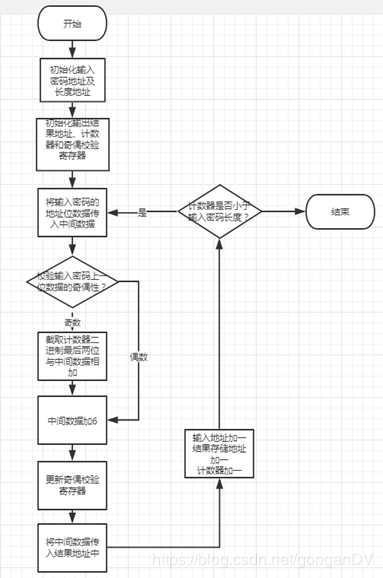 开始
初始化输入
密码地址及
长度地址
初始化输出结
果地址、计数
器和奇偶校验
寄存器
将输入密码的
地址位数据传
入中间数据
是
计数器是否小于
输入密码长度？
结束
校验输入密码上一
位数据的奇偶性？
奇数
偶数
截取计数器二
进制最后两位
与中间数据相
加
中间数据加6
输入地址加一
结果存储地址
加一
计数器加一
更新奇偶校验
寄存器
将中间数据传
入结果地址中
https://blog.csdn.net/gonganDV